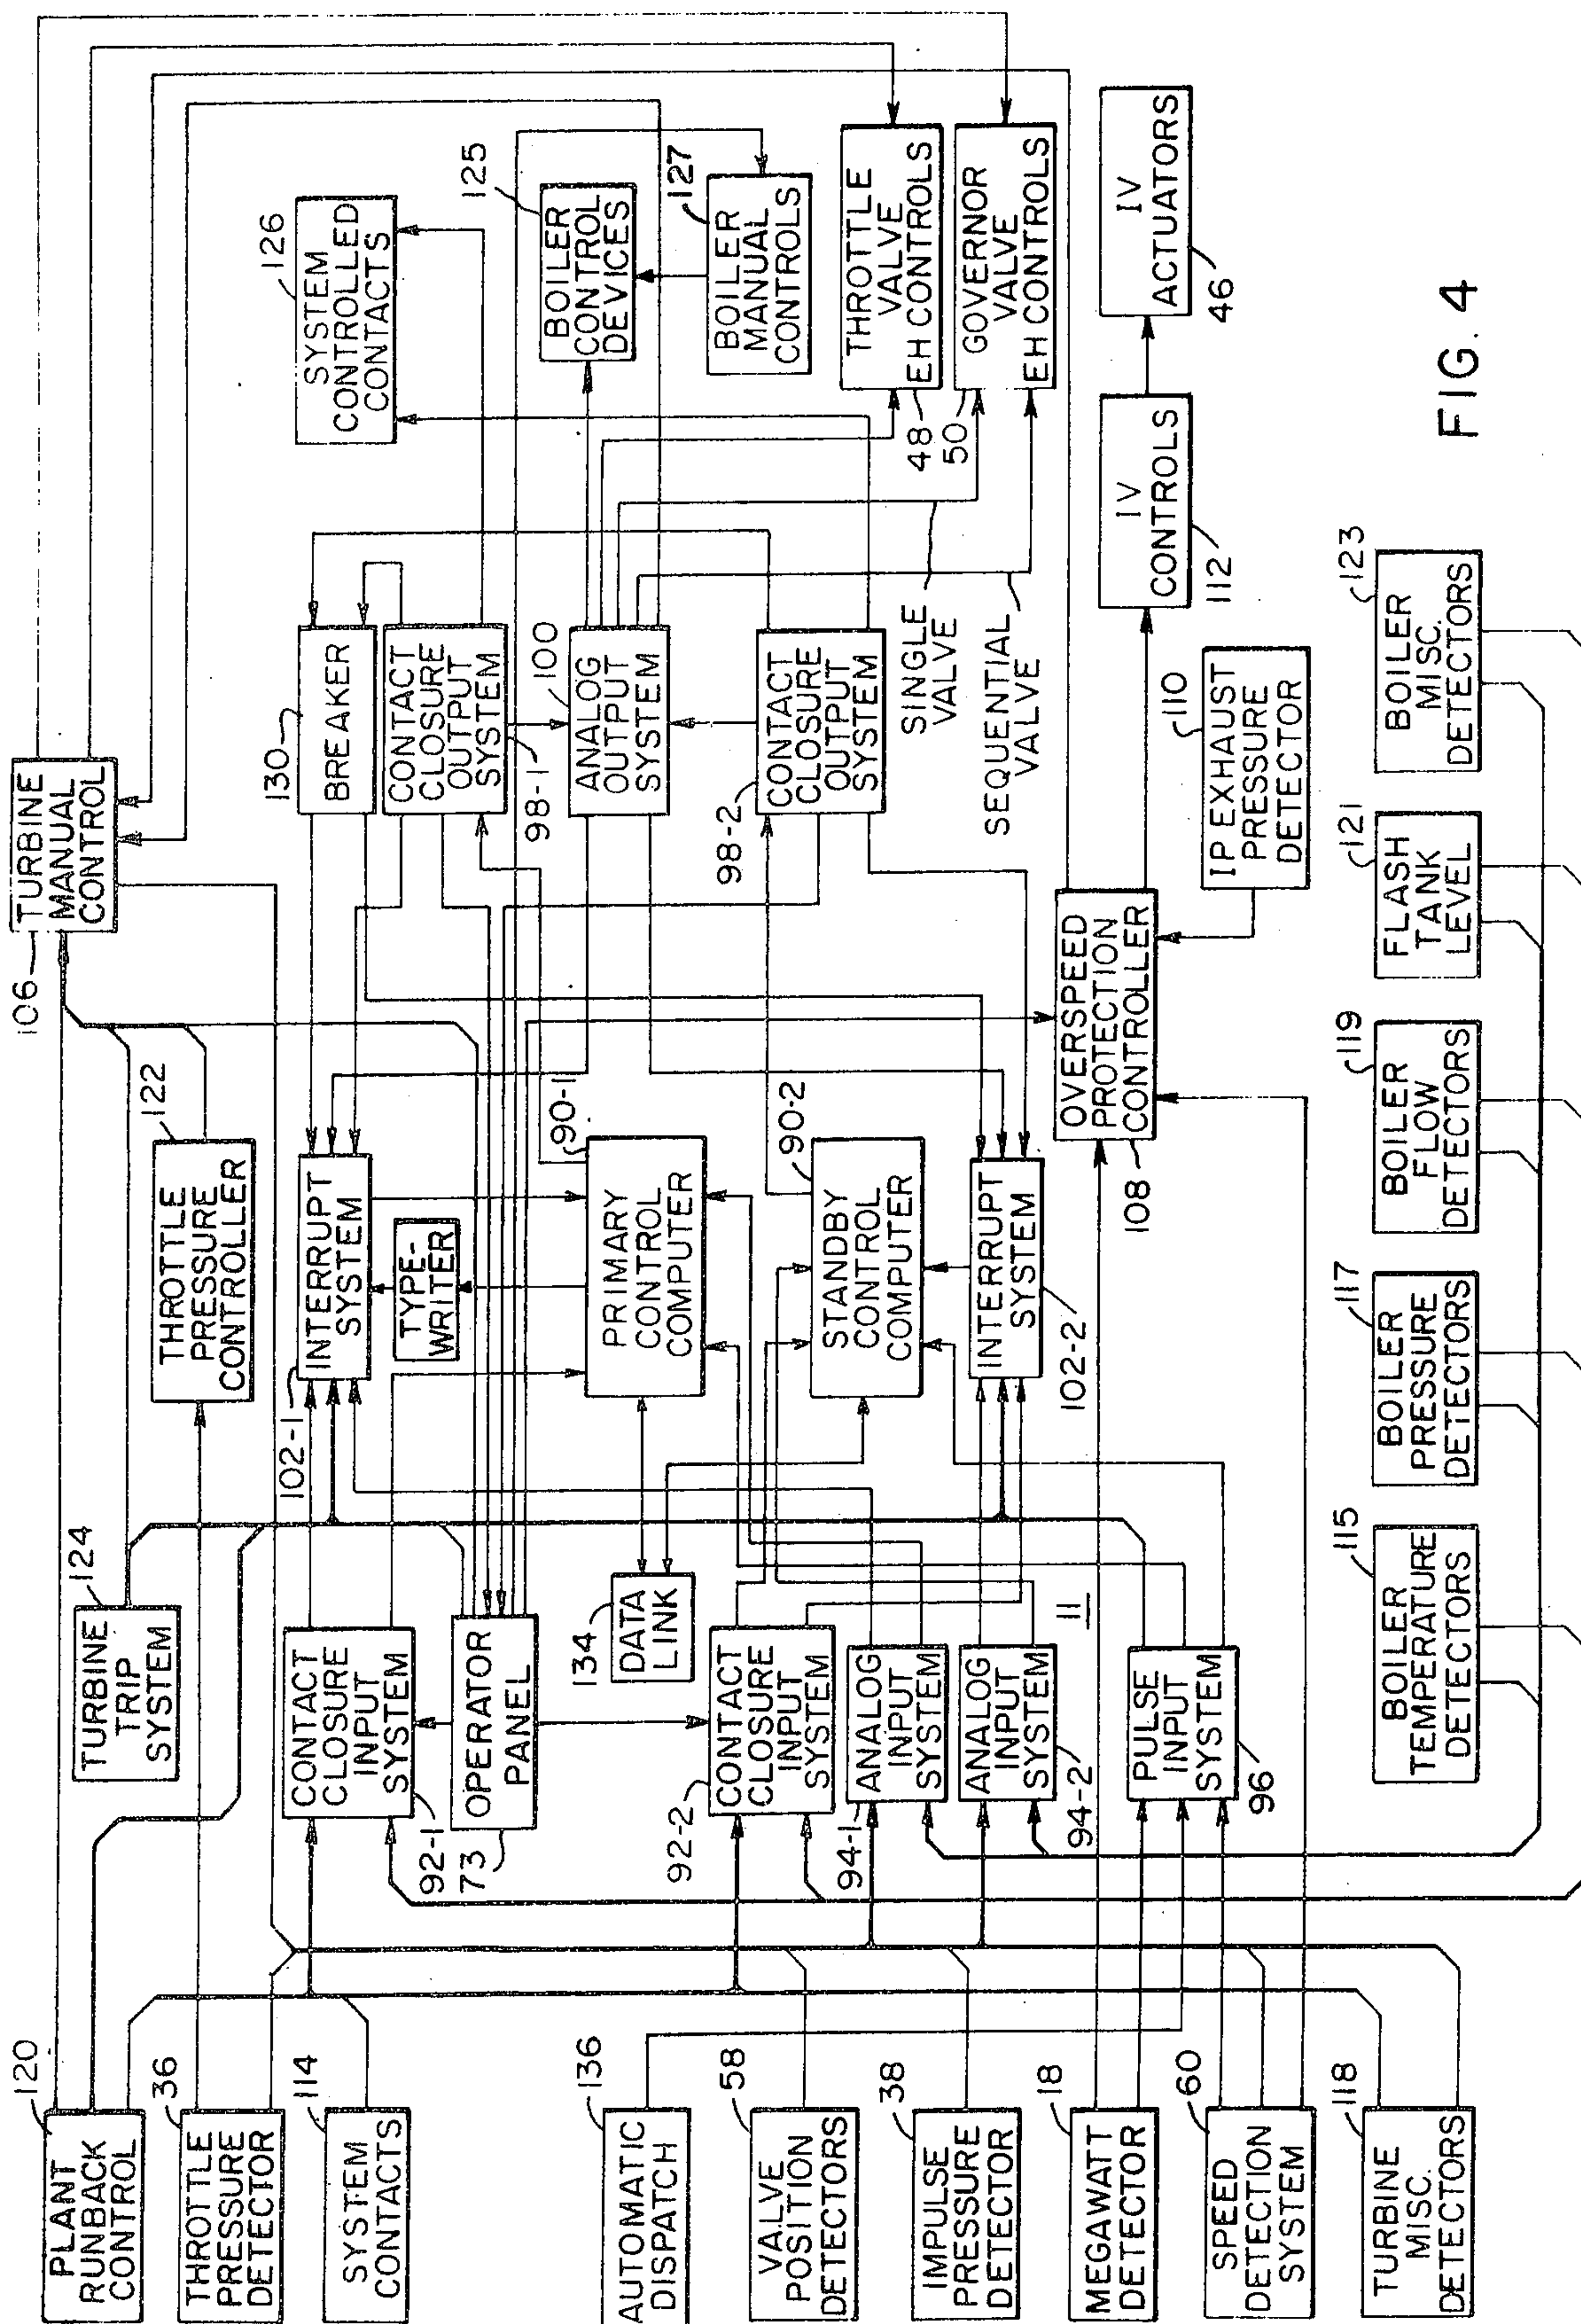 120
PLANT
RUNBACK
CONTROL
36
THROTTLE
PRESSURE
DETECTOR
114
SYSTEM
CONTACTS
136
AUTOMATIC
DISPATCH
58
VALVE
POSITION
DETECTORS
38
IMPULSE
PRESSURE
DETECTOR
18
MEGAWATT
DETECTOR
60
SPEED
DETECTION
SYSTEM
118
TURBINE
MISC.
DETECTORS
124
TURBINE
TRIP
SYSTEM
CONTACT
CLOSURE
INPUT
SYSTEM
92-1
OPERATOR
PANEL
73
134
DATA
LINK
92-2
CONTACT
CLOSURE
INPUT
SYSTEM
94-1
ANALOG
INPUT
SYSTEM
ANALOG
INPUT
SYSTEM
94-2
11
PULSE
INPUT
SYSTEM
96
122
THROTTLE
PRESSURE
CONTROLLER
102-1
INTERRUPT
SYSTEM
TYPE-
WRITER
90-1
PRIMARY
CONTROL
COMPUTER
90-2
STANDBY
CONTROL
COMPUTER
INTERRUPT
SYSTEM
102-2
OVERSPEED
PROTECTION
CONTROLLER
108
106
TURBINE
MANUAL
CONTROL
130
BREAKER
CONTACT
CLOSURE
OUTPUT
SYSTEM
98-1
100
ANALOG
OUTPUT
SYSTEM
98-2
CONTACT
CLOSURE
OUTPUT
SYSTEM
SINGLE
VALVE
SEQUENTIAL
VALVE
110
IP EXHAUST
PRESSURE
DETECTOR
126
SYSTEM
CONTROLLED
CONTACTS
125
BOILER
CONTROL
DEVICES
127
BOILER
MANUAL
CONTROLS
THROTTLE
VALVE
EH CONTROLS
48
50
GOVERNOR
VALVE
EH CONTROLS
IV
CONTROLS
112
IV
ACTUATORS
46
115
BOILER
TEMPERATURE
DETECTORS
117
BOILER
PRESSURE
DETECTORS
119
BOILER
FLOW
DETECTORS
121
FLASH
TANK
LEVEL
123
BOILER
MISC.
DETECTORS
FIG. 4